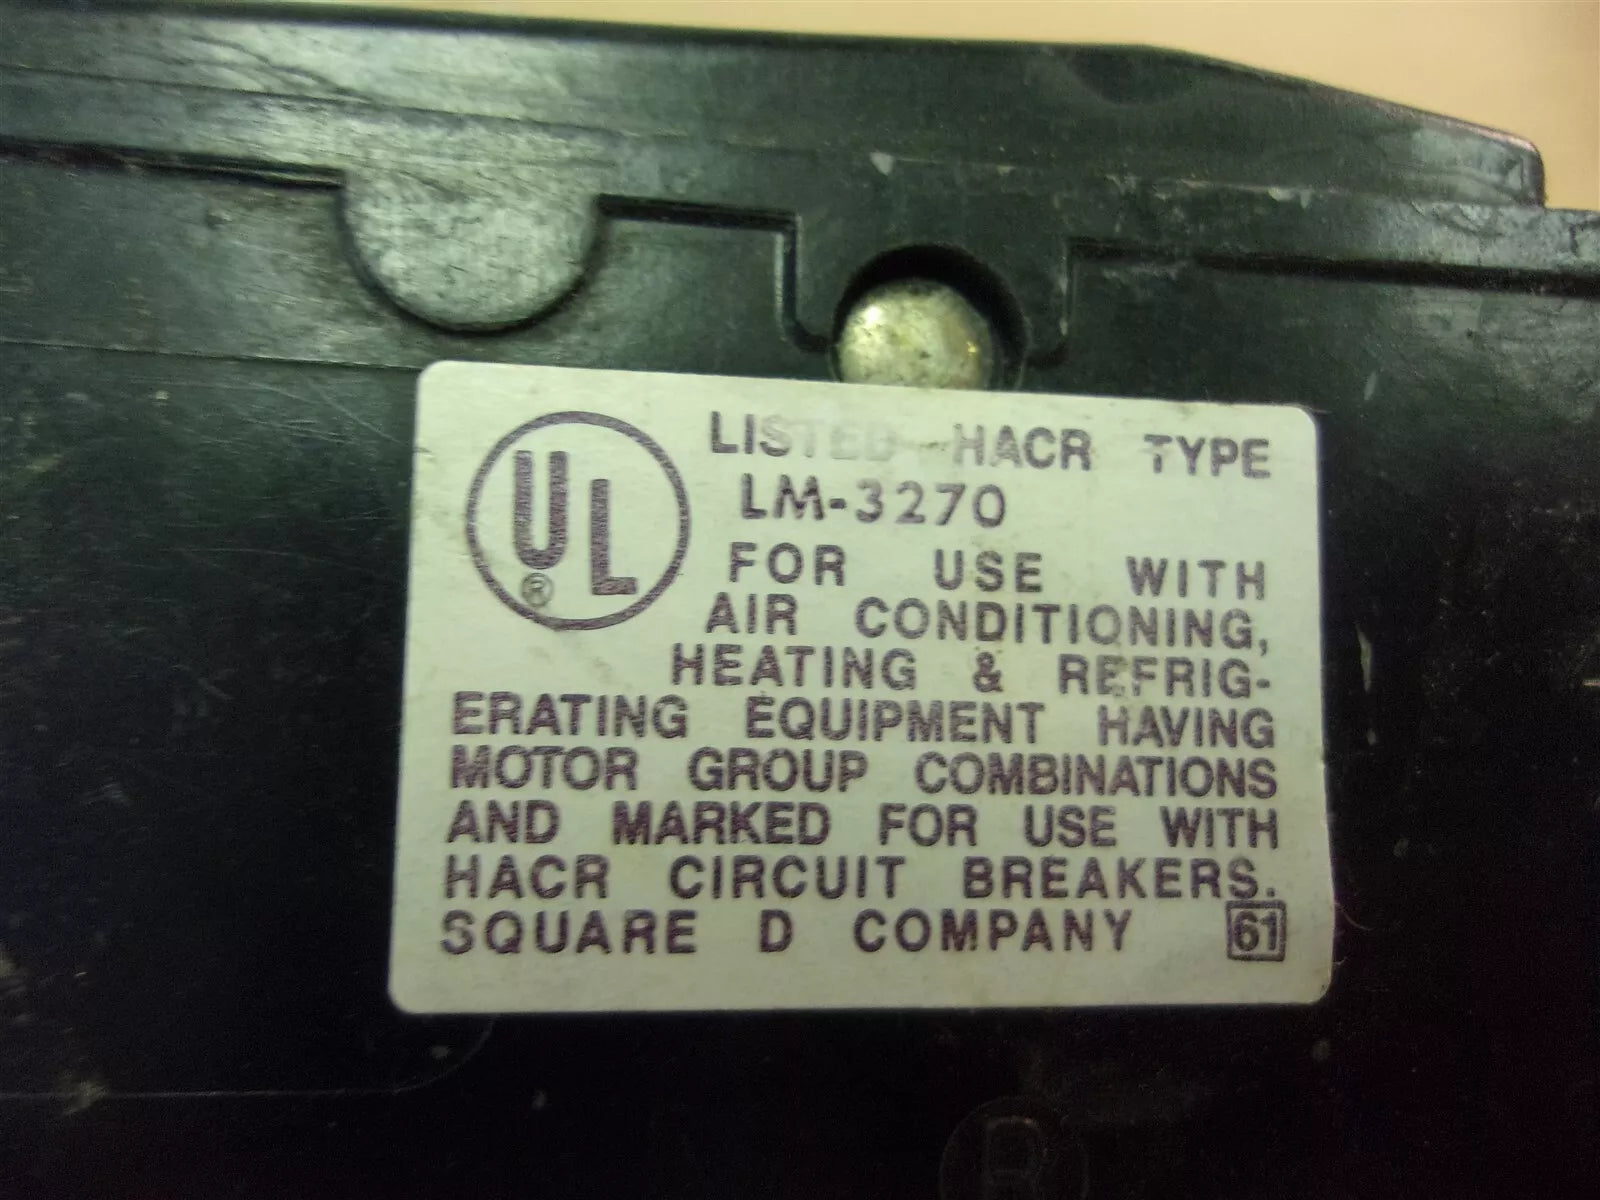 UL
®
LISTED HACR TYPE
LM-3270
FOR USE WITH
AIR CONDITIONING,
HEATING & REFRIG-
ERATING EQUIPMENT HAVING
MOTOR GROUP COMBINATIONS
AND MARKED FOR USE WITH
HACR CIRCUIT BREAKERS.
SQUARE D COMPANY 61
R